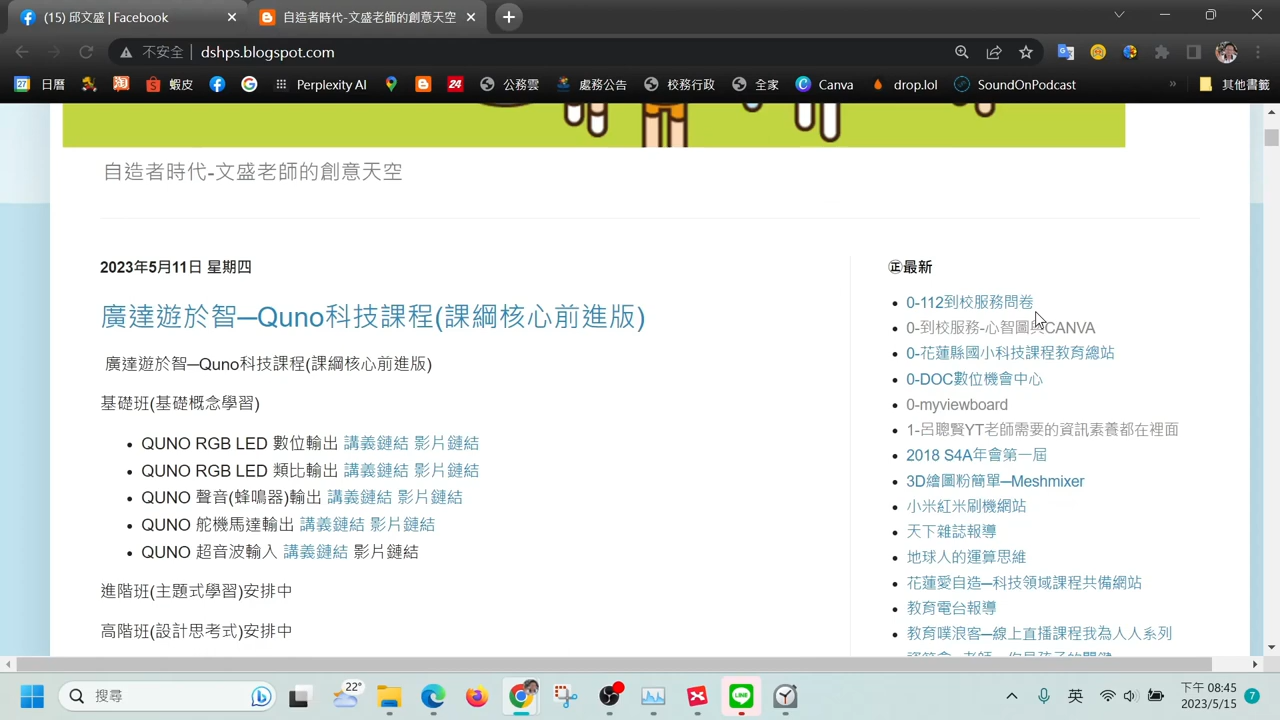 (15) 邱文盛 | Facebook
自造者時代-文盛老師的創意天空
不安全
dshps.blogspot.com
27 日曆
淘
蝦皮
Perplexity AI
24
公務雲
處務公告
校務行政
全家
Canva
drop.lol
SoundOnPodcast
»
其他書籤
自造者時代-文盛老師的創意天空
2023年5月11日 星期四
廣達遊於智─Quno科技課程(課綱核心前進版)
廣達遊於智─Quno科技課程(課綱核心前進版)
基礎班(基礎概念學習)
QUNO RGB LED 數位輸出 講義鏈結 影片鏈結
QUNO RGB LED 類比輸出 講義鏈結 影片鏈結
QUNO 聲音(蜂鳴器)輸出 講義鏈結 影片鏈結
QUNO 舵機馬達輸出 講義鏈結 影片鏈結
QUNO 超音波輸入 講義鏈結 影片鏈結
進階班(主題式學習)安排中
高階班(設計思考式)安排中
㊣最新
0-112到校服務問卷
0-到校服務-心智圖與CANVA
0-花蓮縣國小科技課程教育總站
0-DOC數位機會中心
0-myviewboard
1-呂聰賢YT老師需要的資訊素養都在裡面
2018 S4A年會第一屆
3D繪圖粉簡單─Meshmixer
小米紅米刷機網站
天下雜誌報導
地球人的運算思維
花蓮愛自造─科技領域課程共備網站
教育電台報導
教育噗浪客─線上直播課程我為人人系列
搜尋
22°
英
下午 08:45
2023/5/15
7